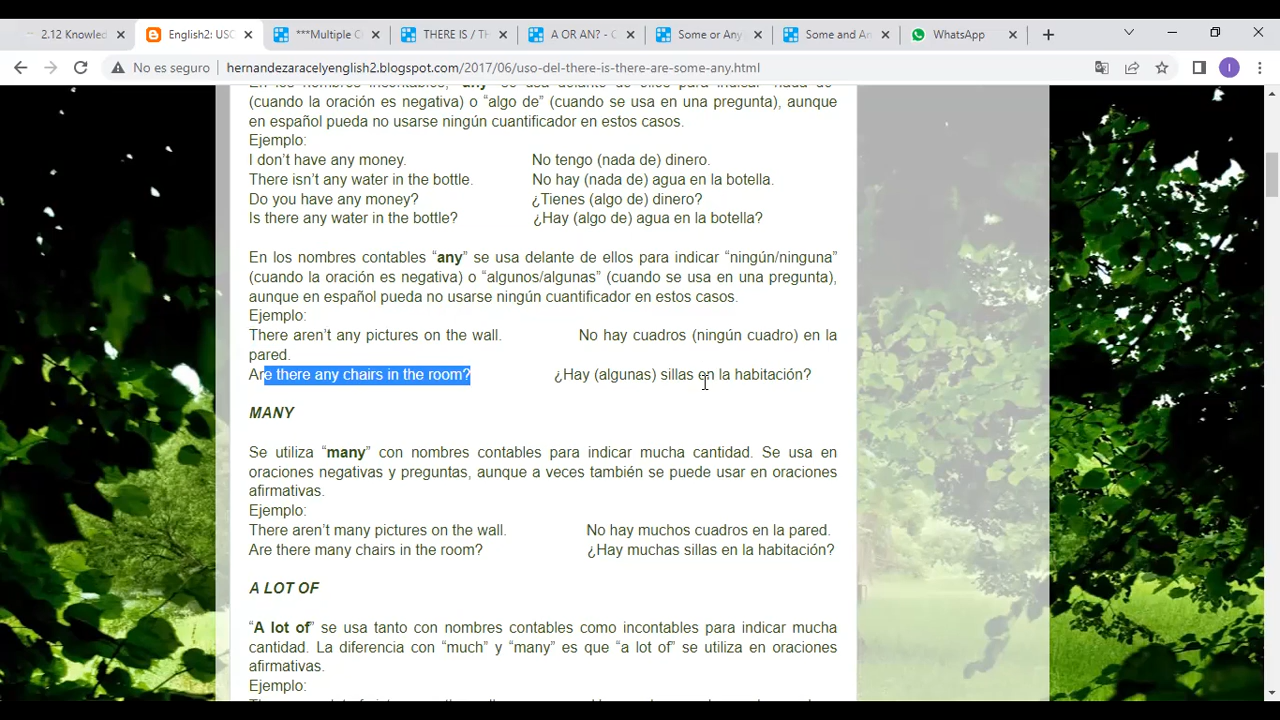 2.12 Knowled
English2: USO
***Multiple C
THERE IS / TH
A OR AN? - G
Some or Any
Some and An
WhatsApp
No es seguro
hernandezaracelyenglish2.blogspot.com/2017/06/uso-del-there-is-there-are-some-any.html
(cuando la oración es negativa) o “algo de” (cuando se usa en una pregunta), aunque
en español pueda no usarse ningún cuantificador en estos casos.
Ejemplo:
I don’t have any money. No tengo (nada de) dinero.
There isn’t any water in the bottle. No hay (nada de) agua en la botella.
Do you have any money? ¿Tienes (algo de) dinero?
Is there any water in the bottle? ¿Hay (algo de) agua en la botella?
En los nombres contables “any” se usa delante de ellos para indicar “ningún/ninguna”
(cuando la oración es negativa) o “algunos/algunas” (cuando se usa en una pregunta),
aunque en español pueda no usarse ningún cuantificador en estos casos.
Ejemplo:
There aren’t any pictures on the wall. No hay cuadros (ningún cuadro) en la
pared.
Are there any chairs in the room? ¿Hay (algunas) sillas en la habitación?
MANY
Se utiliza “many” con nombres contables para indicar mucha cantidad. Se usa en
oraciones negativas y preguntas, aunque a veces también se puede usar en oraciones
afirmativas.
Ejemplo:
There aren’t many pictures on the wall. No hay muchos cuadros en la pared.
Are there many chairs in the room? ¿Hay muchas sillas en la habitación?
A LOT OF
“A lot of” se usa tanto con nombres contables como incontables para indicar mucha
cantidad. La diferencia con “much” y “many” es que “a lot of” se utiliza en oraciones
afirmativas.
Ejemplo: